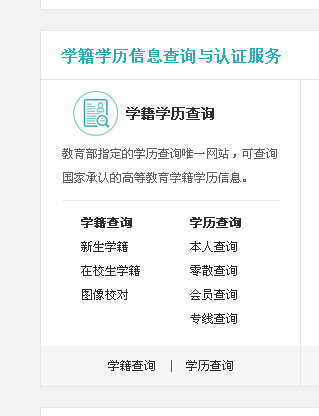 学籍学历信息查询与认证服务
学籍学历查询
教育部指定的学历查询唯一网站，可查询
国家承认的高等教育学籍学历信息。
学籍查询 学历查询
新生学籍 本人查询
在校生学籍 零散查询
图像校对 会员查询
专线查询
学籍查询 | 学历查询